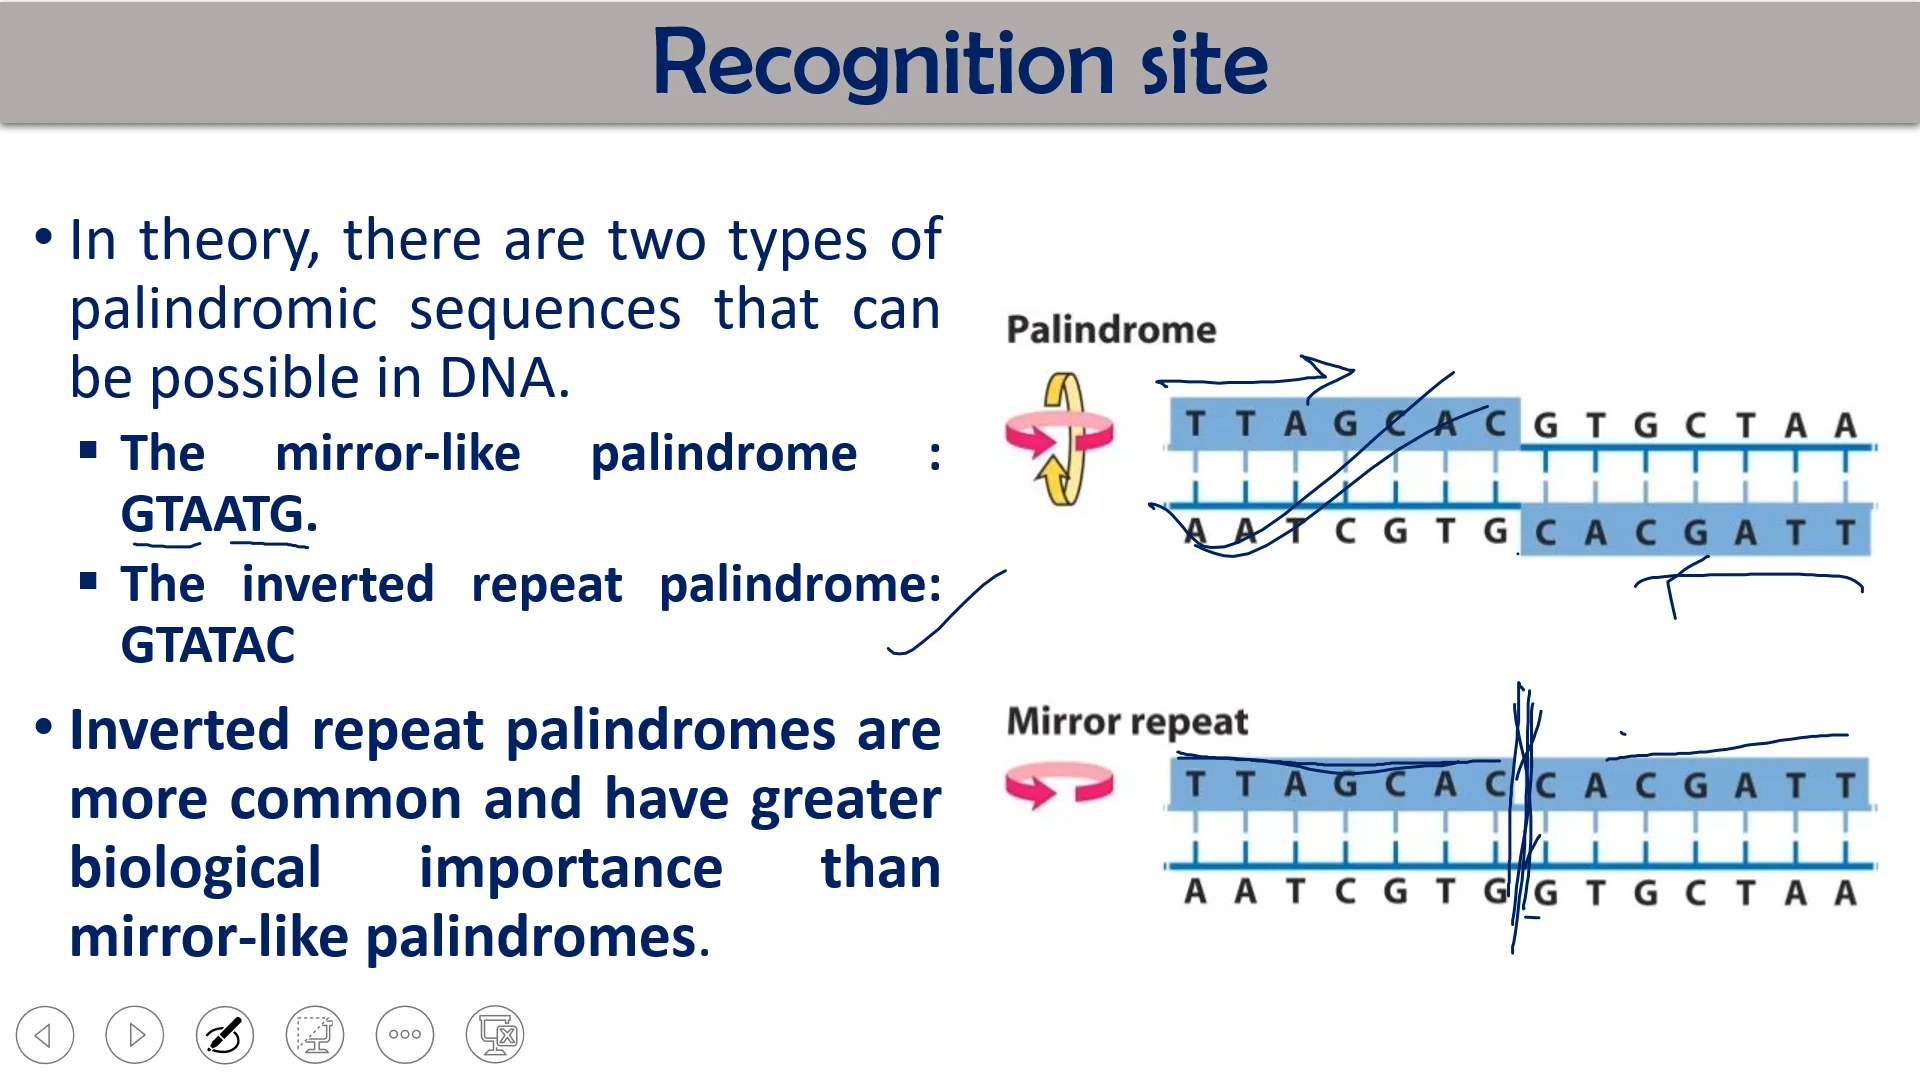 Recognition site
• In theory, there are two types of
palindromic sequences that can
be possible in DNA.
▪ The mirror-like palindrome :
GTAATG.
▪ The inverted repeat palindrome:
GTATAC
• Inverted repeat palindromes are
more common and have greater
biological importance than
mirror-like palindromes.
Palindrome
T T A G C A C G T G C T A A
A A T C G T G C A C G A T T
Mirror repeat
T T A G C A C C A C G A T T
A A T C G T G G T G C T A A